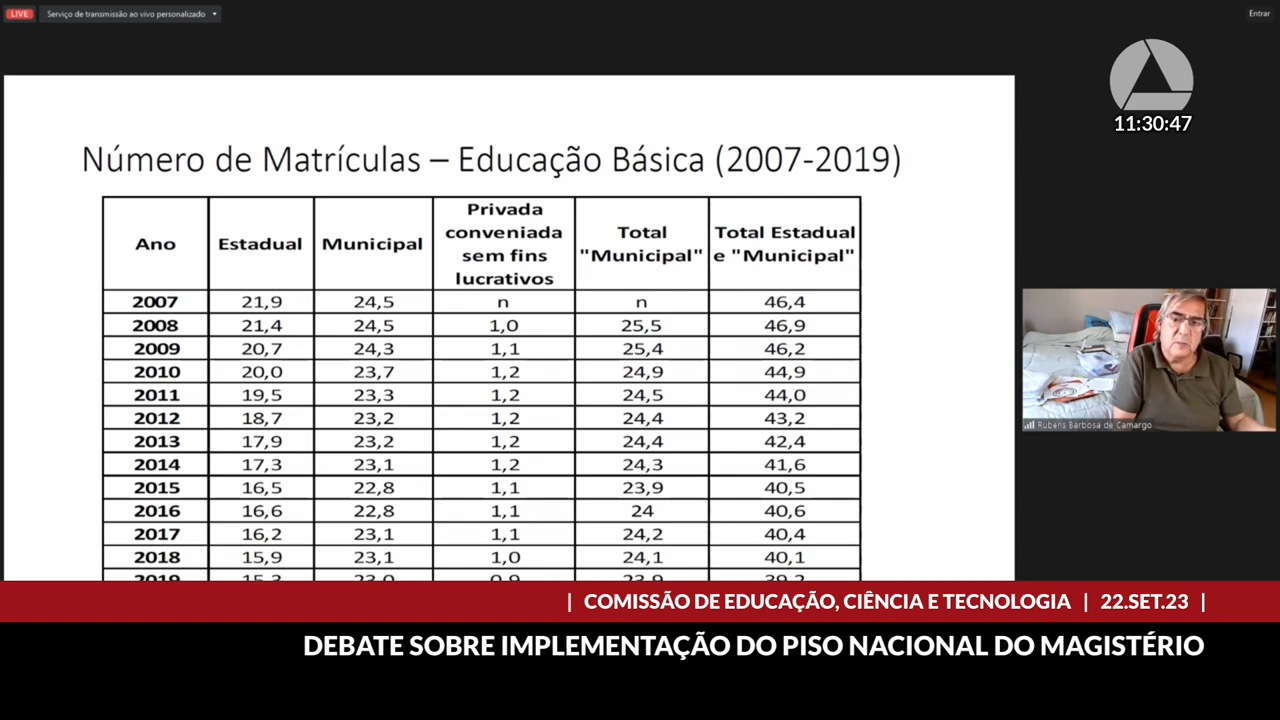 LIVE
Serviço de transmissão ao vivo personalizado
Entrar
11:30:47
Número de Matrículas – Educação Básica (2007-2019)
Ano Estadual Municipal Privada conveniada sem fins lucrativos Total "Municipal" Total Estadual e "Municipal"
2007 21,9 24,5 n n 46,4
2008 21,4 24,5 1,0 25,5 46,9
2009 20,7 24,3 1,1 25,4 46,2
2010 20,0 23,7 1,2 24,9 44,9
2011 19,5 23,3 1,2 24,5 44,0
2012 18,7 23,2 1,2 24,4 43,2
2013 17,9 23,2 1,2 24,4 42,4
2014 17,3 23,1 1,2 24,3 41,6
2015 16,5 22,8 1,1 23,9 40,5
2016 16,6 22,8 1,1 24 40,6
2017 16,2 23,1 1,1 24,2 40,4
2018 15,9 23,1 1,0 24,1 40,1
2019 15,3 23,0 0,9 23,9 39,2
Rubens Barbosa de Camargo
| COMISSÃO DE EDUCAÇÃO, CIÊNCIA E TECNOLOGIA | 22.SET.23 |
DEBATE SOBRE IMPLEMENTAÇÃO DO PISO NACIONAL DO MAGISTÉRIO